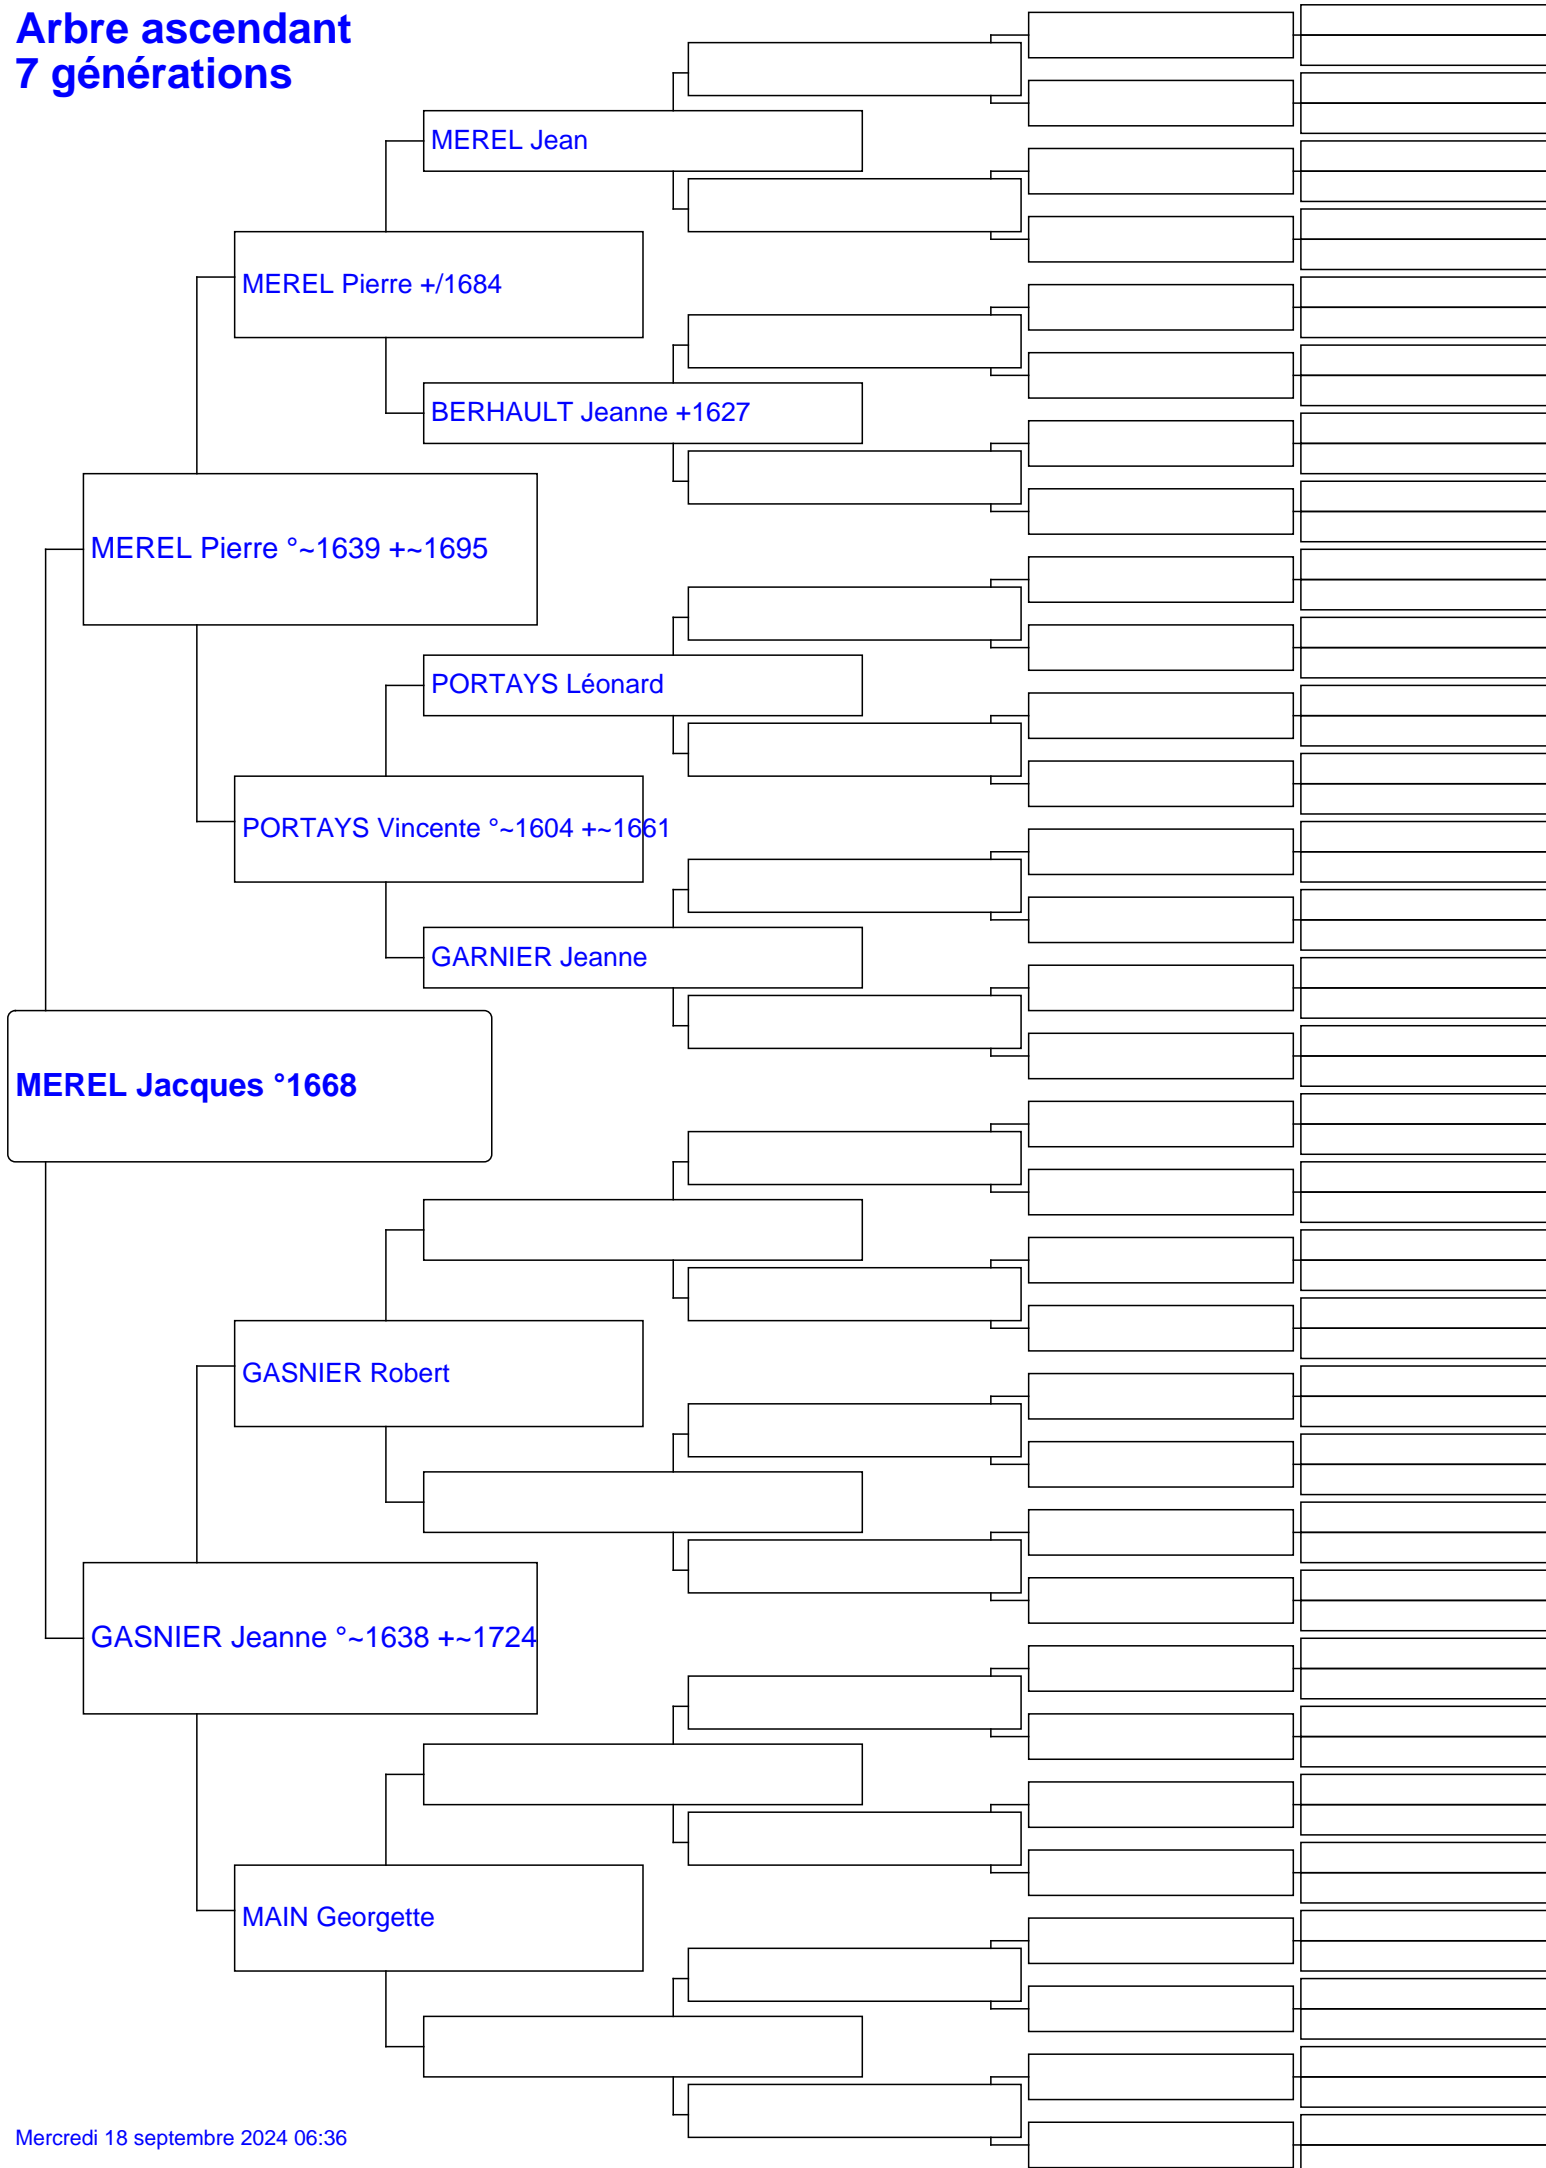 Arbre ascendant
7 générations
MEREL Jean
MEREL Pierre +/1684
BERHAULT Jeanne +1627
MEREL Pierre °~1639 +~1695
PORTAYS Léonard
PORTAYS Vincente °~1604 +~1661
GARNIER Jeanne
MEREL Jacques °1668
GASNIER Robert
GASNIER Jeanne °~1638 +~1724
MAIN Georgette
Mercredi 18 septembre 2024 06:36